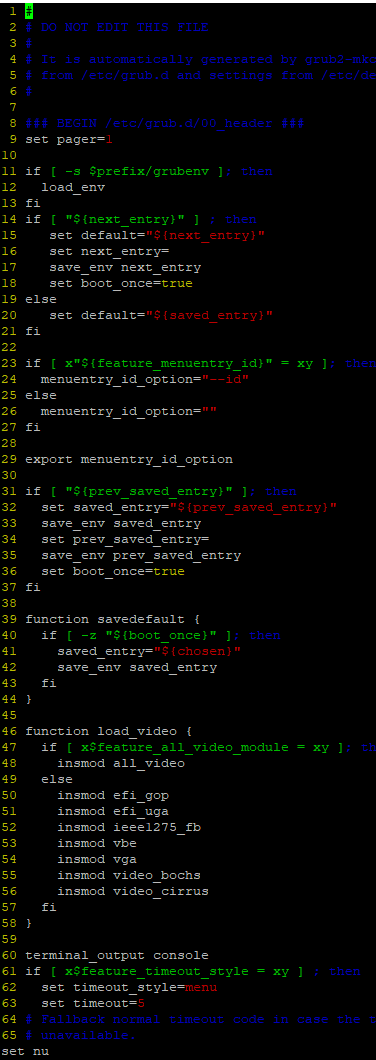 1 #
2 # DO NOT EDIT THIS FILE
3 #
4 # It is automatically generated by grub2-mkc
5 # from /etc/grub.d and settings from /etc/de
6 #
7
8 ### BEGIN /etc/grub.d/00_header ###
9 set pager=1
10
11 if [ -s $prefix/grubenv ]; then
12   load_env
13 fi
14 if [ "${next_entry}" ] ; then
15    set default="${next_entry}"
16    set next_entry=
17    save_env next_entry
18    set boot_once=true
19 else
20    set default="${saved_entry}"
21 fi
22
23 if [ x"${feature_menuentry_id}" = xy ]; then
24   menuentry_id_option="--id"
25 else
26   menuentry_id_option=""
27 fi
28
29 export menuentry_id_option
30
31 if [ "${prev_saved_entry}" ]; then
32   set saved_entry="${prev_saved_entry}"
33   save_env saved_entry
34   set prev_saved_entry=
35   save_env prev_saved_entry
36   set boot_once=true
37 fi
38
39 function savedefault {
40   if [ -z "${boot_once}" ]; then
41     saved_entry="${chosen}"
42     save_env saved_entry
43   fi
44 }
45
46 function load_video {
47   if [ x$feature_all_video_module = xy ]; th
48     insmod all_video
49   else
50     insmod efi_gop
51     insmod efi_uga
52     insmod ieee1275_fb
53     insmod vbe
54     insmod vga
55     insmod video_bochs
56     insmod video_cirrus
57   fi
58 }
59
60 terminal_output console
61 if [ x$feature_timeout_style = xy ] ; then
62   set timeout_style=menu
63   set timeout=5
64 # Fallback normal timeout code in case the t
65 # unavailable.
set nu